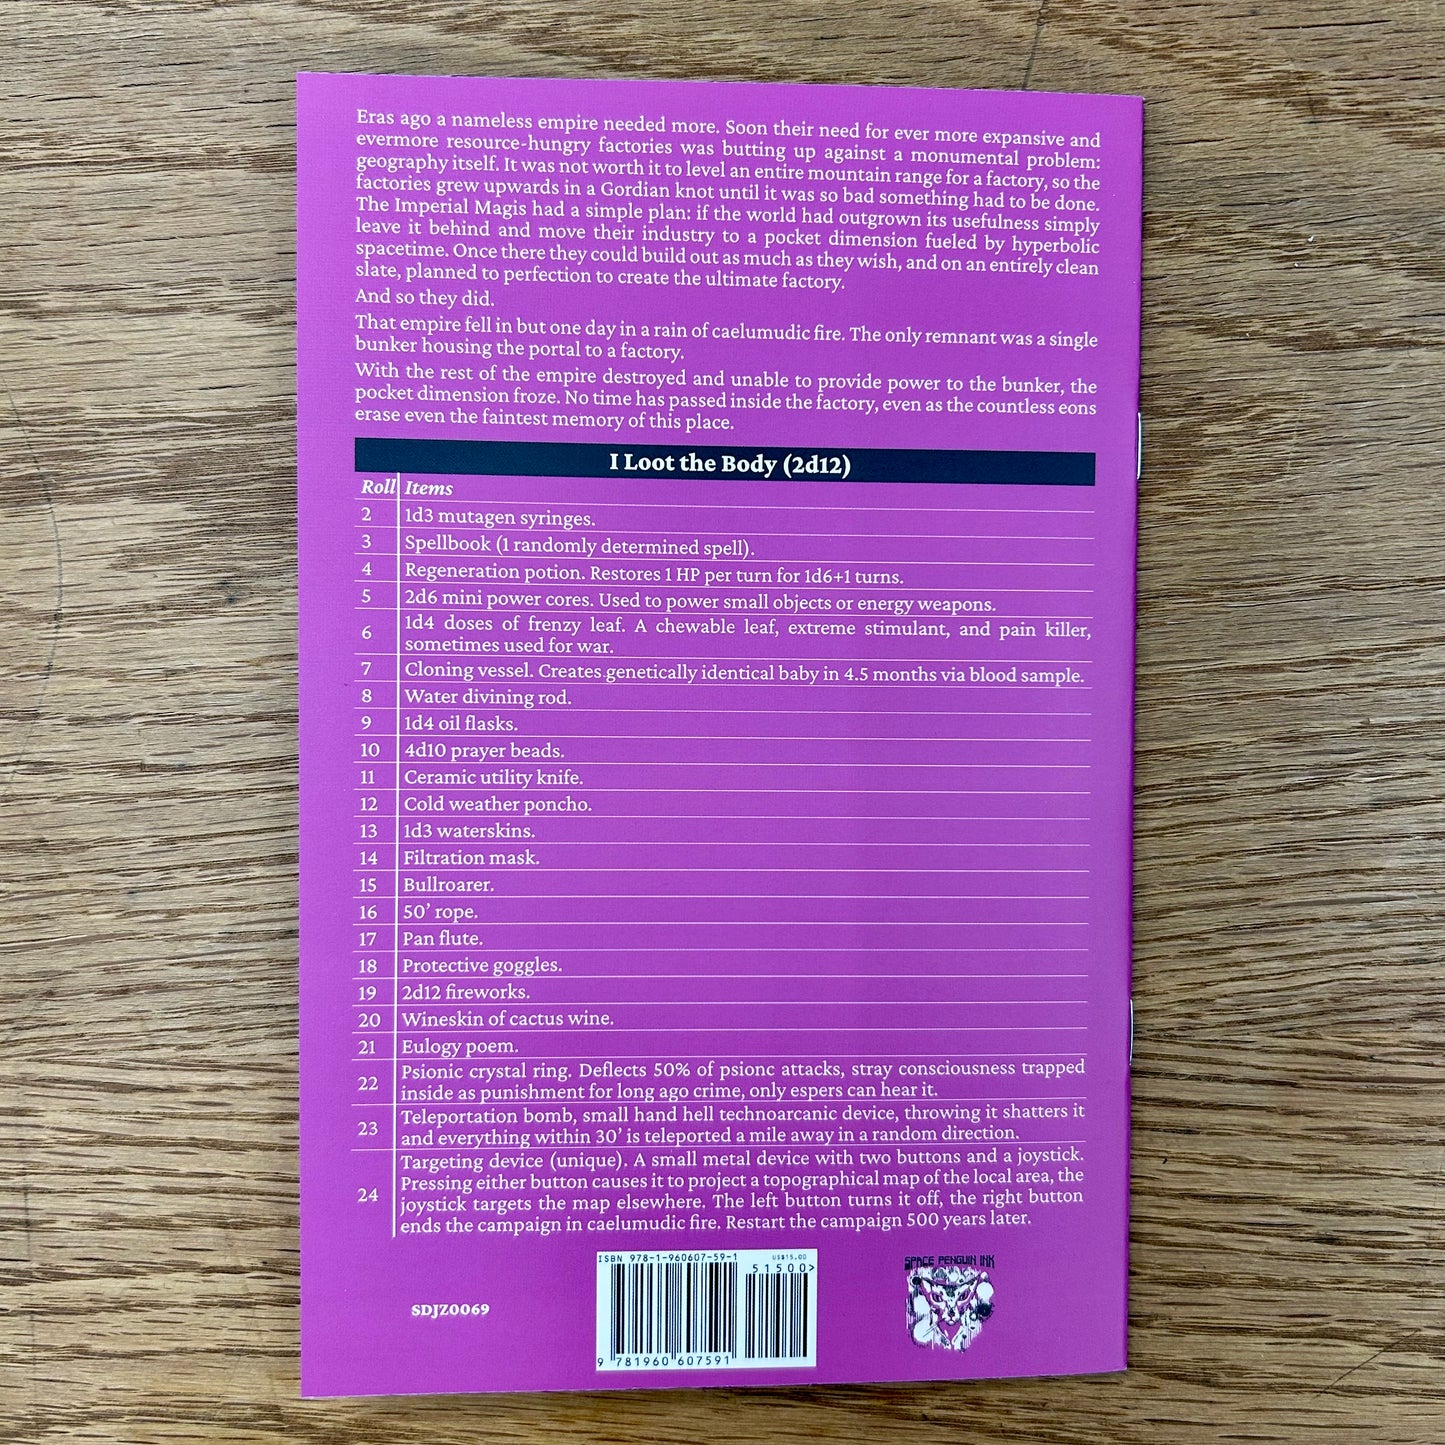 Eras ago a nameless empire needed more. Soon their need for ever more expansive and
evermore resource-hungry factories was butting up against a monumental problem:
geography itself. It was not worth it to level an entire mountain range for a factory, so the
factories grew upwards in a Gordian knot until it was so bad something had to be done.
The Imperial Magis had a simple plan: if the world had outgrown its usefulness simply
leave it behind and move their industry to a pocket dimension fueled by hyperbolic
spacetime. Once there they could build out as much as they wish, and on an entirely clean
slate, planned to perfection to create the ultimate factory.
And so they did.
That empire fell in but one day in a rain of caelumudic fire. The only remnant was a single
bunker housing the portal to a factory.
With the rest of the empire destroyed and unable to provide power to the bunker, the
pocket dimension froze. No time has passed inside the factory, even as the countless eons
erase even the faintest memory of this place.
I Loot the Body (2d12)
Roll Items
2 1d3 mutagen syringes.
3 Spellbook (1 randomly determined spell).
4 Regeneration potion. Restores 1 HP per turn for 1d6+1 turns.
5 2d6 mini power cores. Used to power small objects or energy weapons.
6 1d4 doses of frenzy leaf. A chewable leaf, extreme stimulant, and pain killer,
sometimes used for war.
7 Cloning vessel. Creates genetically identical baby in 4.5 months via blood sample.
8 Water divining rod.
9 1d4 oil flasks.
10 4d10 prayer beads.
11 Ceramic utility knife.
12 Cold weather poncho.
13 1d3 waterskins.
14 Filtration mask.
15 Bullroarer.
16 50' rope.
17 Pan flute.
18 Protective goggles.
19 2d12 fireworks.
20 Wineskin of cactus wine.
21 Eulogy poem.
22 Psionic crystal ring. Deflects 50% of psionc attacks, stray consciousness trapped
inside as punishment for long ago crime, only espers can hear it.
23 Teleportation bomb, small hand hell technoarcanic device, throwing it shatters it
and everything within 30' is teleported a mile away in a random direction.
24 Targeting device (unique). A small metal device with two buttons and a joystick.
Pressing either button causes it to project a topographical map of the local area, the
joystick targets the map elsewhere. The left button turns it off, the right button
ends the campaign in caelumudic fire. Restart the campaign 500 years later.
ISBN 978-1-960607-59-1 US$15.00
51500>
9 781960 607591
SDJZ0069
SPACE PENGUIN INK